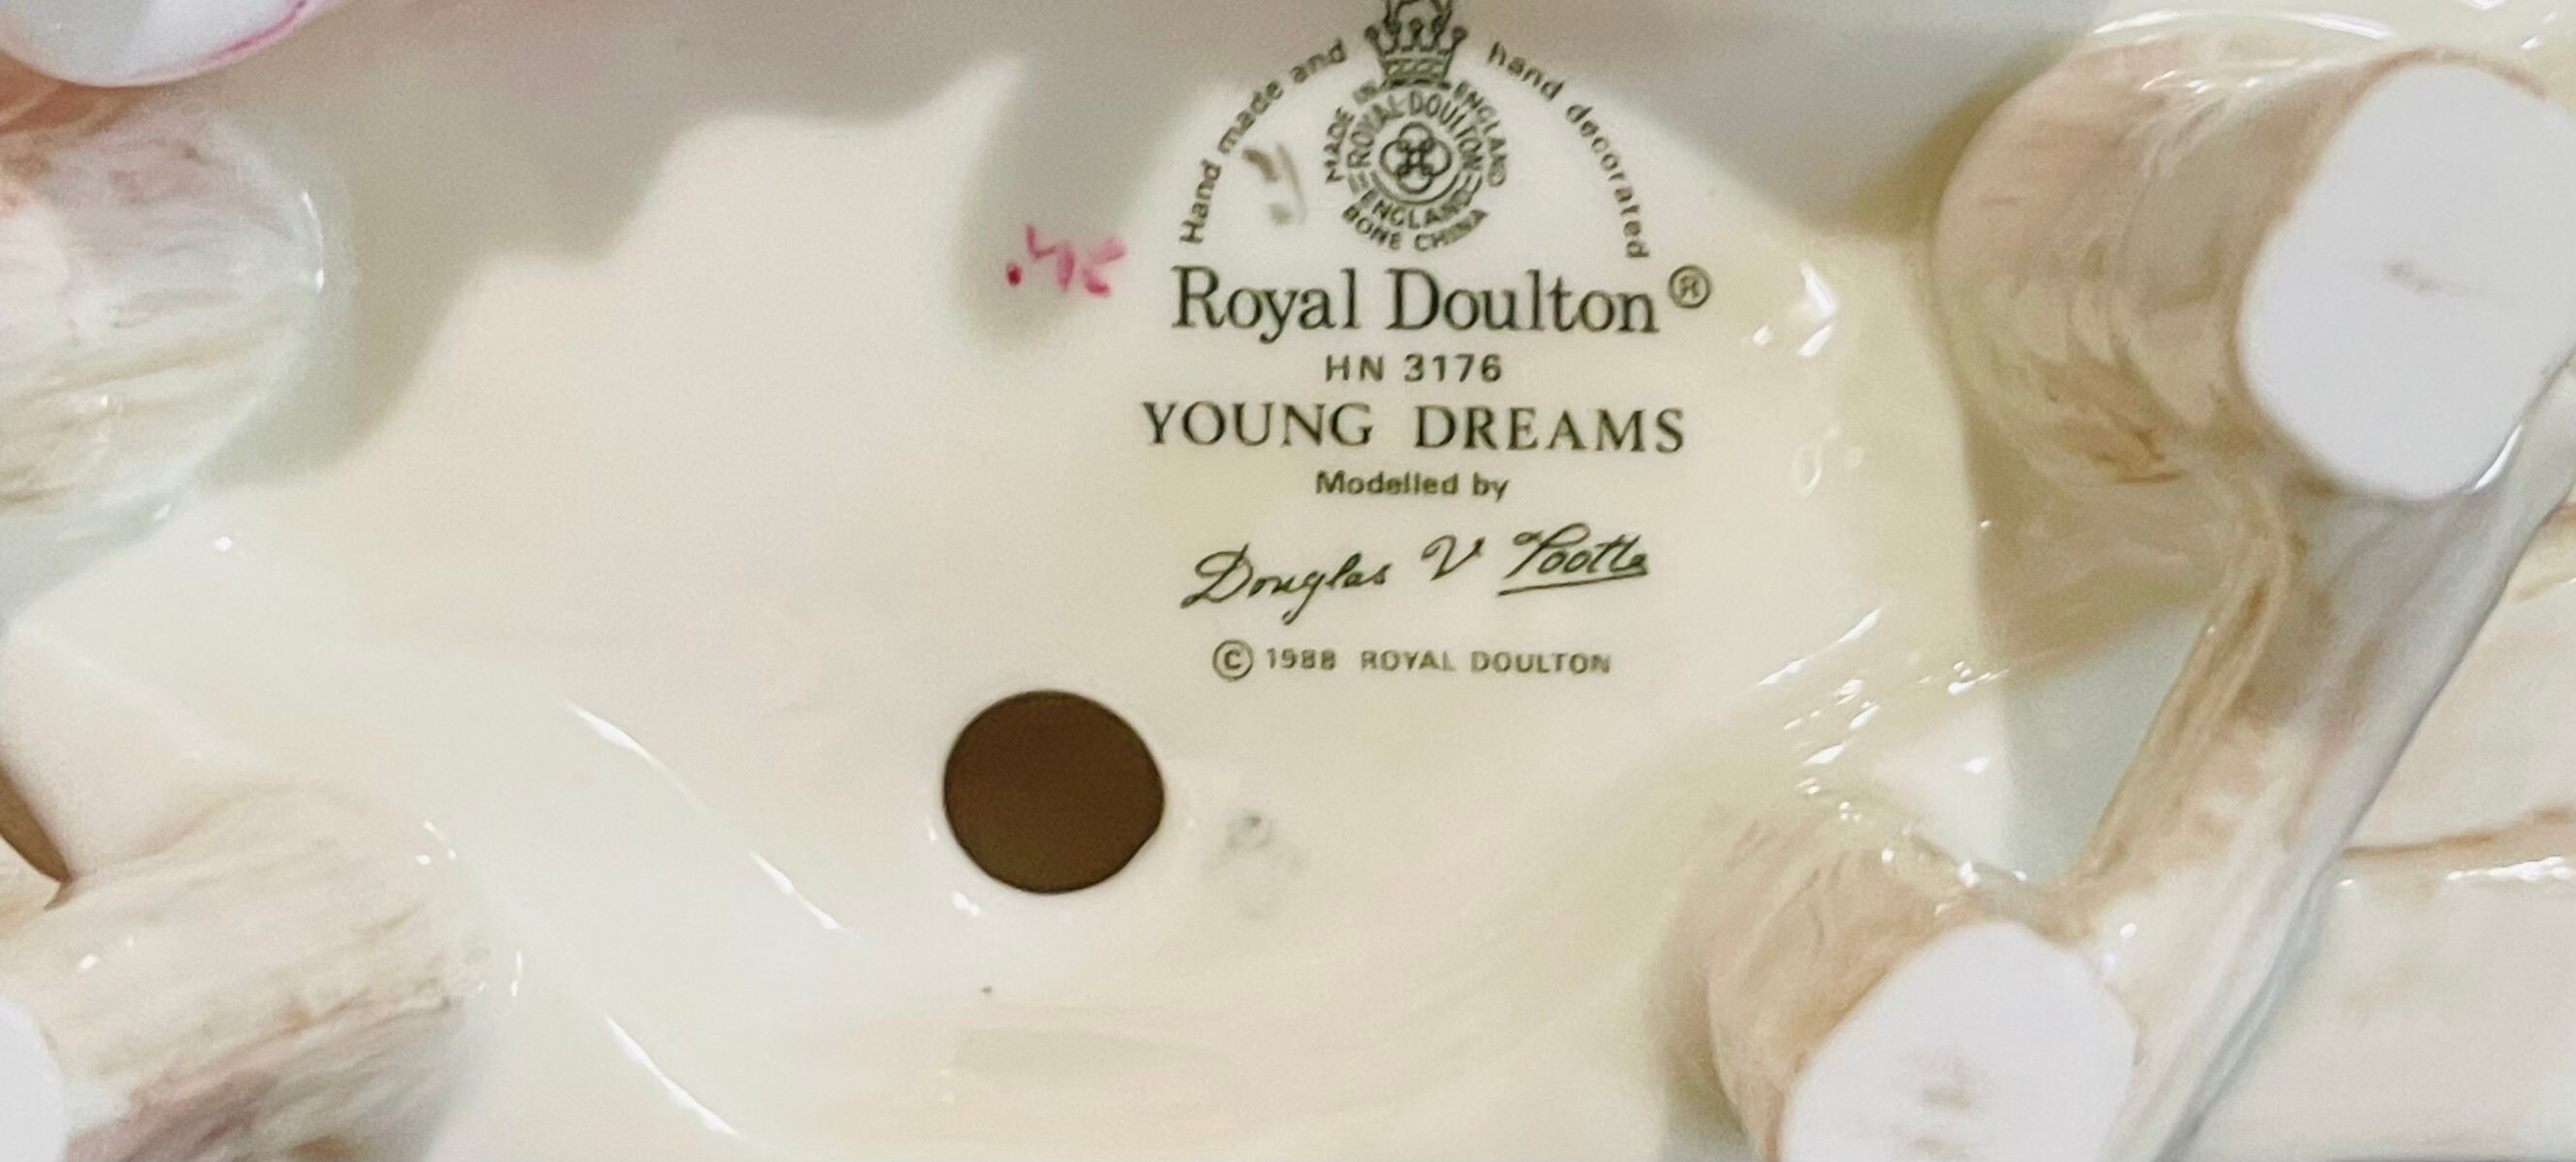 Hand made and hand decorated
MADE IN ENGLAND
ROYAL DOULTON
ENGLAND
BONE CHINA
Royal Doulton®
HN 3176
YOUNG DREAMS
Modelled by
Douglas V Tootle
© 1988 ROYAL DOULTON